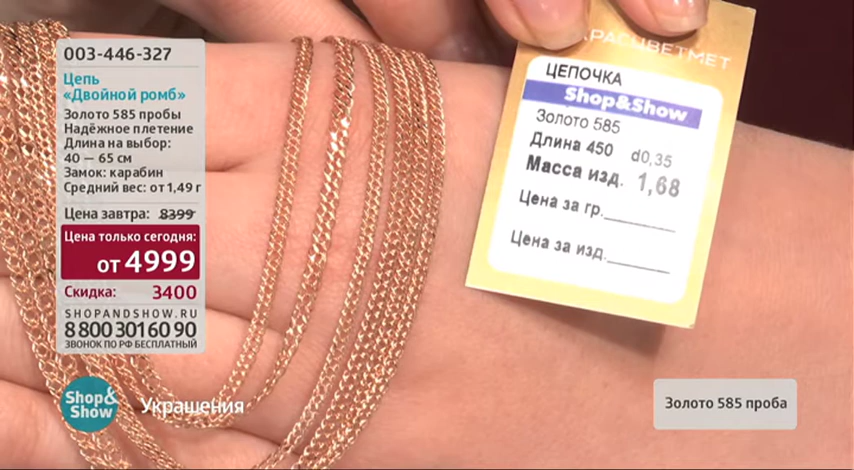 003-446-327
Цепь
«Двойной ромб»
Золото 585 пробы
Надёжное плетение
Длина на выбор:
40 — 65 см
Замок: карабин
Средний вес: от 1,49 г
Цена завтра: 8399
Цена только сегодня:
от 4999
Скидка: 3400
SHOPANDSHOW.RU
8 800 301 60 90
ЗВОНОК ПО РФ БЕСПЛАТНЫЙ
Shop&
Show
Украшения
КРАСЦВЕТМЕТ
ЦЕПОЧКА
Shop&Show
Золото 585
Длина 450 d0,35
Масса изд. 1,68
Цена за гр.
Цена за изд.
Золото 585 проба